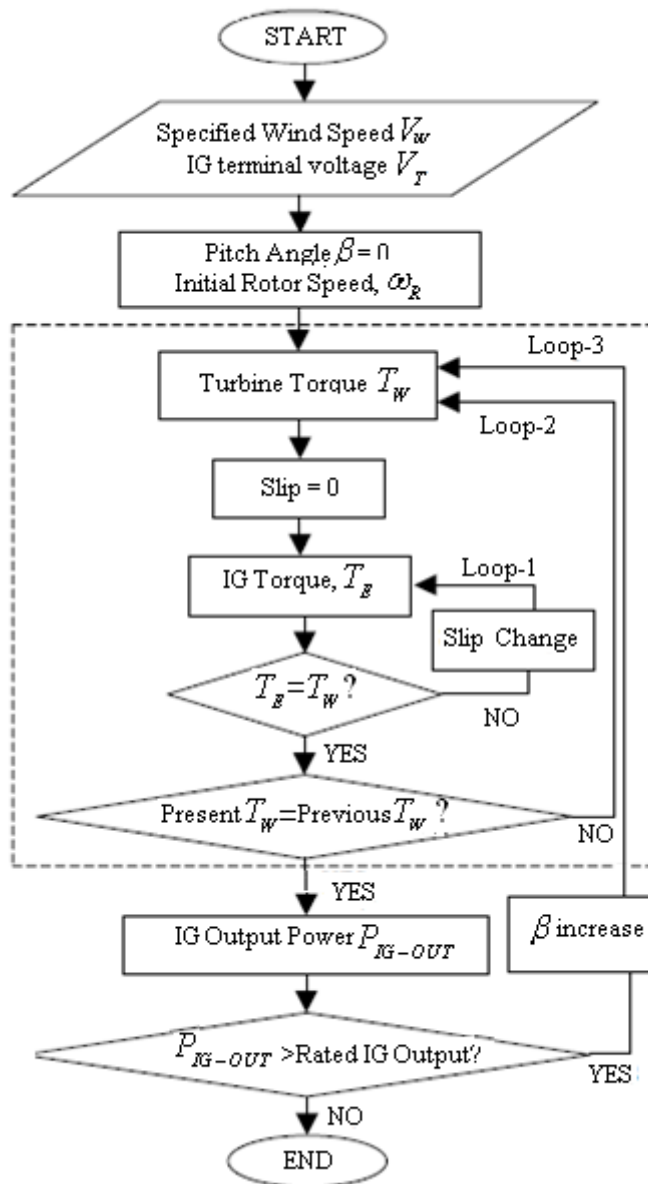 START
Specified Wind Speed V_W
IG terminal voltage V_T
Pitch Angle β = 0
Initial Rotor Speed, ω_R
Loop-3
Turbine Torque T_W
Loop-2
Slip = 0
Loop-1
IG Torque, T_E
Slip Change
T_E=T_W?
NO
YES
Present T_W=Previous T_W?
NO
YES
IG Output Power P_IG-OUT
β increase
P_IG-OUT >Rated IG Output?
YES
NO
END